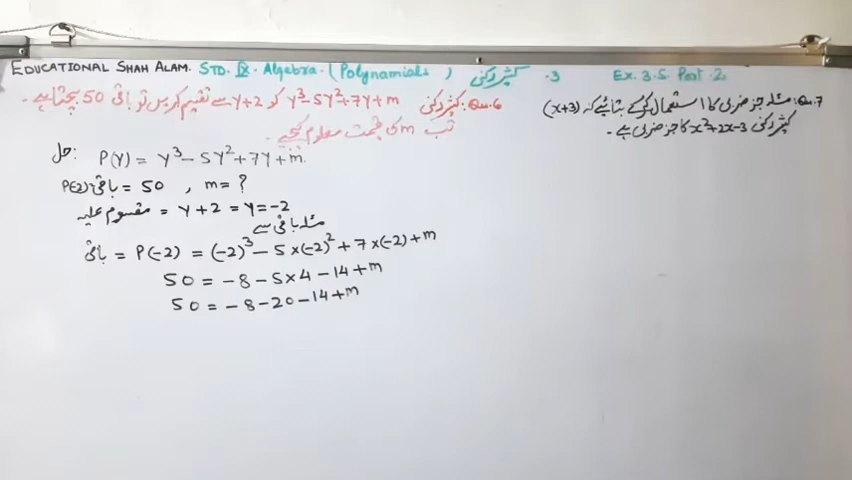 EDUCATIONAL SHAH ALAM. STD. IX. Algebra. (Polynamials) کثیر رکنی 3. Ex. 3.5. Part. 2.
Qu.6: کثیر رکنی y³-5y²+7y+m کو y+2 سے تقسیم کریں تو باقی 50 بچتا ہے۔
تب m کی قیمت معلوم کیجیے۔
حل: P(y) = y³ - 5y² + 7y + m.
P(-2) باقی = 50 , m = ?
مقسوم علیہ = y + 2 = y = -2
مسئلہ باقی سے
باقی = P(-2) = (-2)³ - 5×(-2)² + 7×(-2) + m
50 = -8 - 5×4 - 14 + m
50 = -8 - 20 - 14 + m
Qu.7: مسئلہ جز ضربی کا استعمال کرکے بتائیے کہ (x+3)
کثیر رکنی x²+2x-3 کا جز ضربی ہے۔